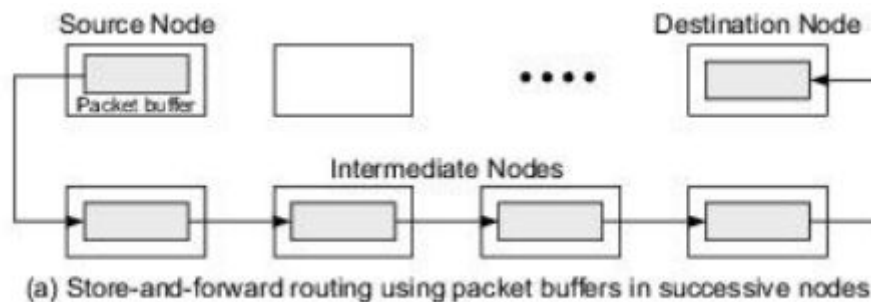 Source Node
Destination Node
Packet buffer
Intermediate Nodes
(a) Store-and-forward routing using packet buffers in successive nodes